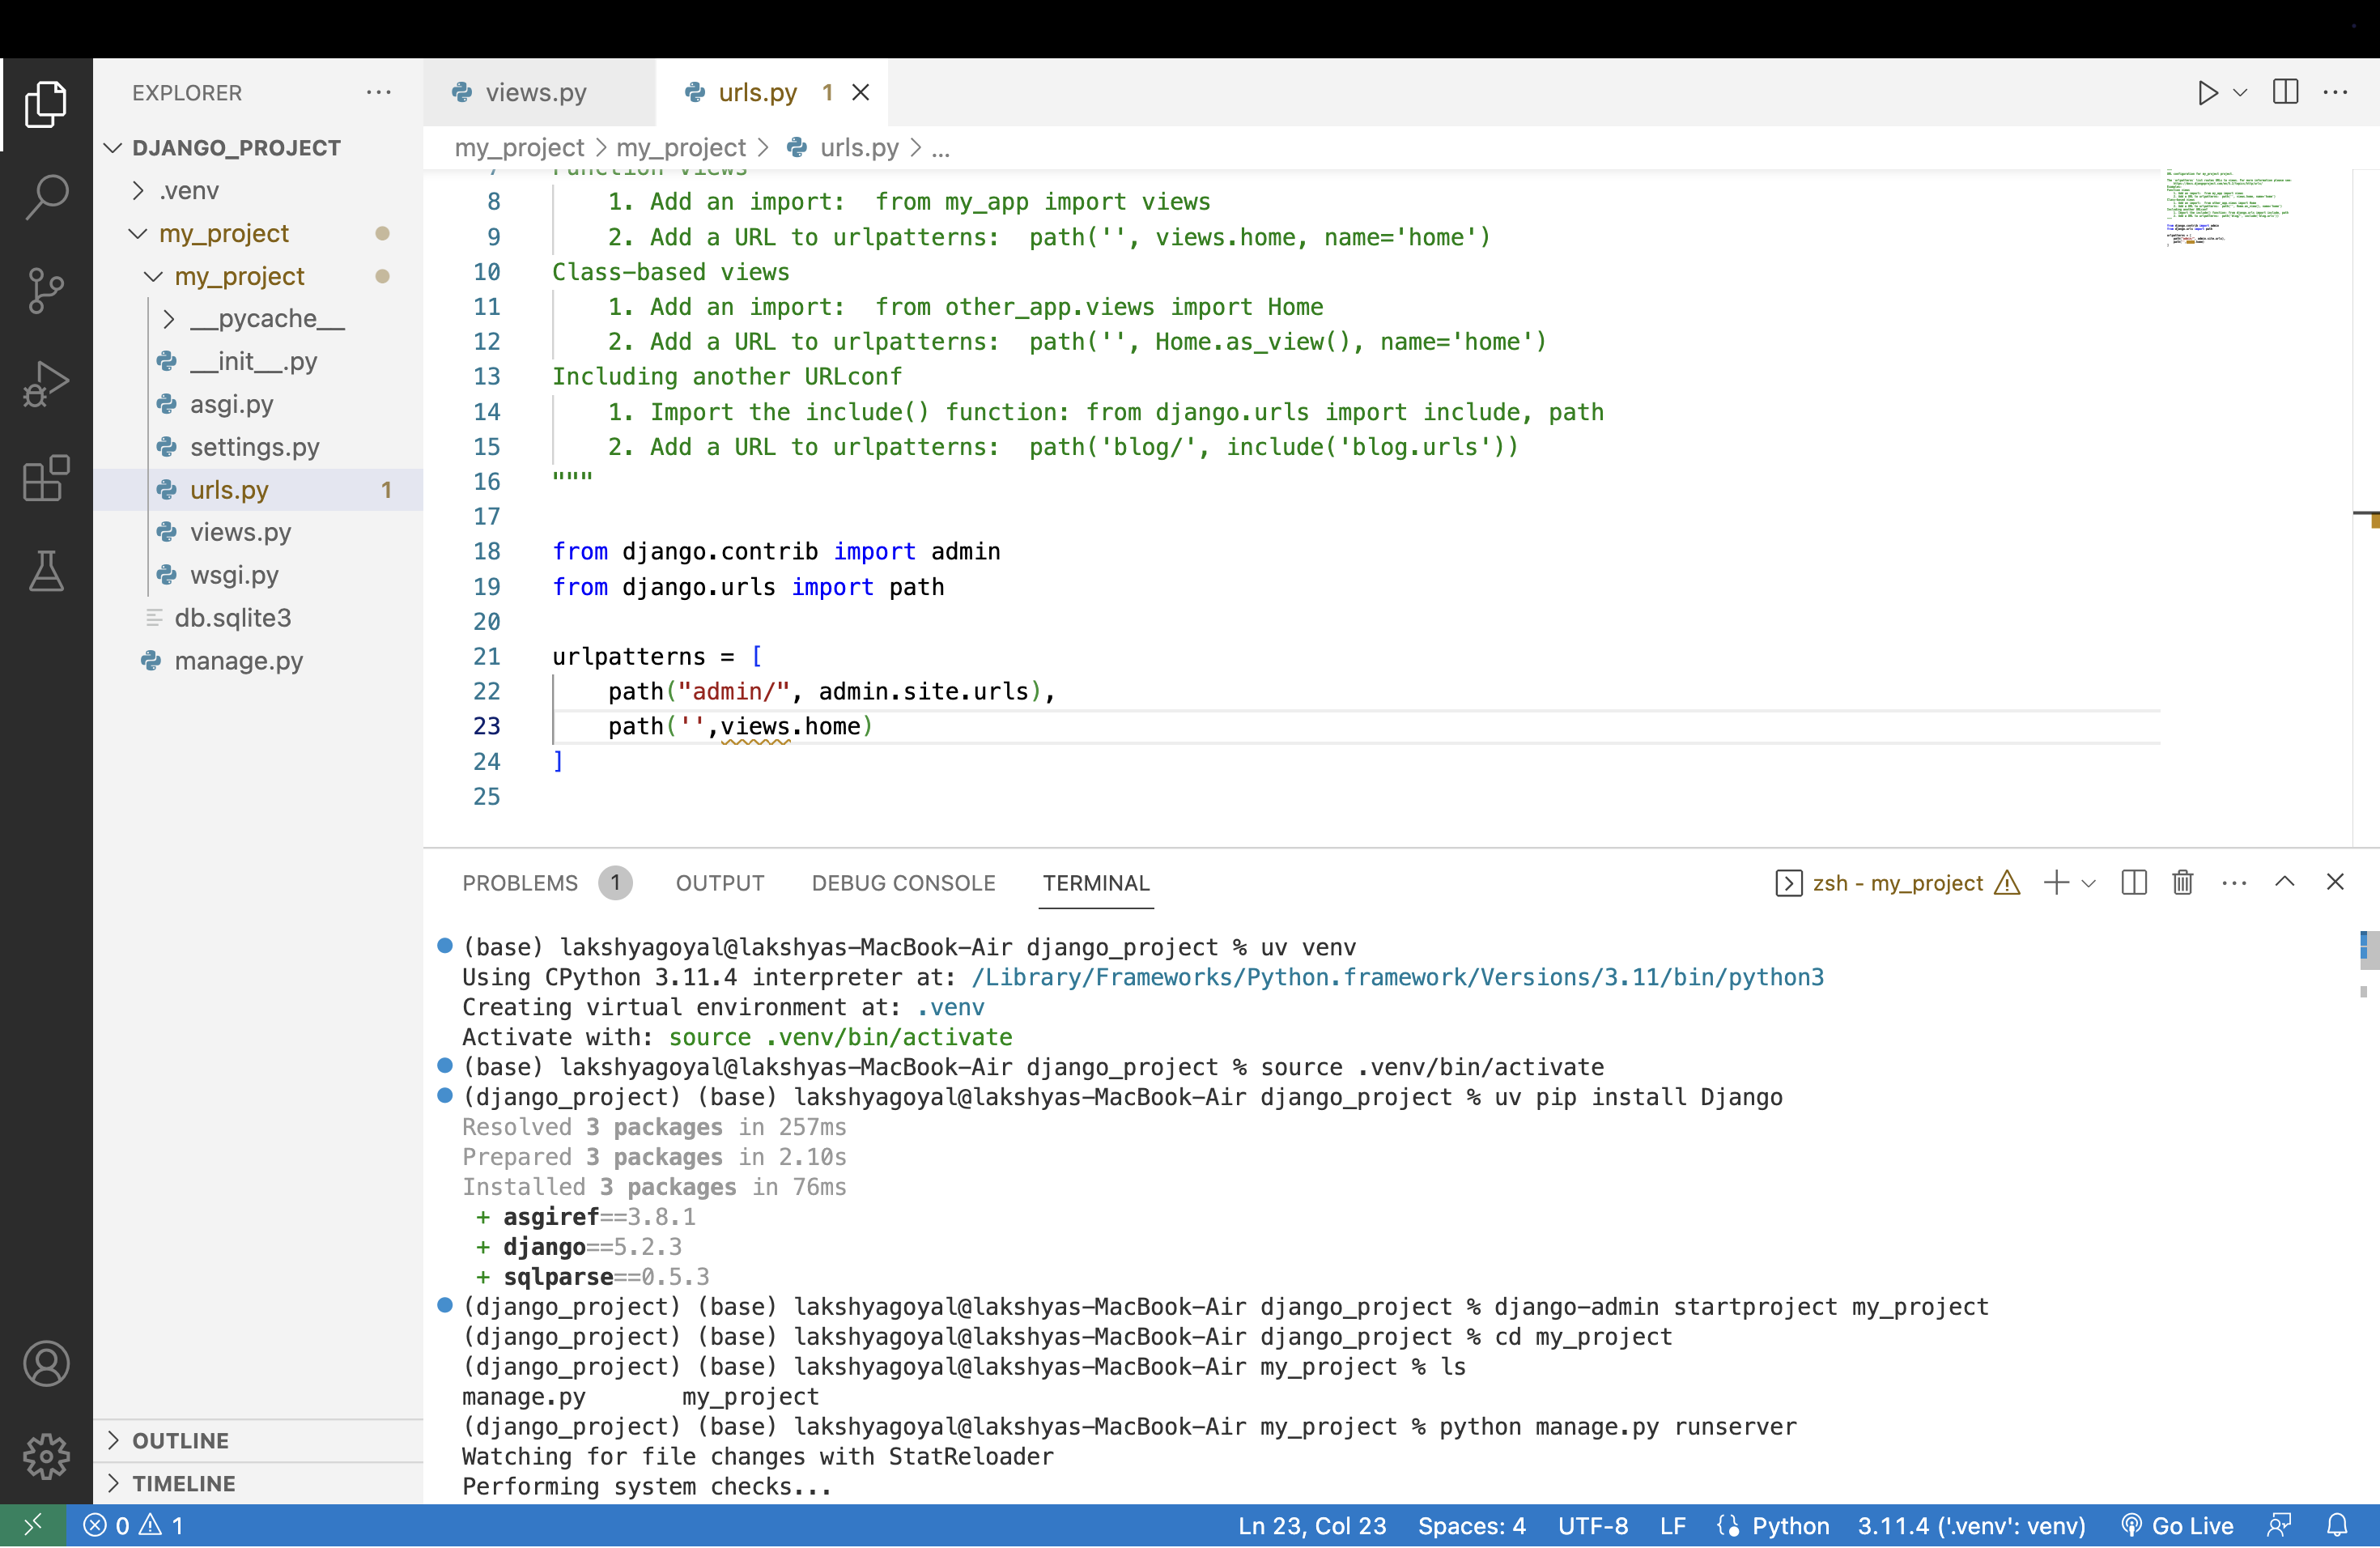 EXPLORER
DJANGO_PROJECT
.venv
my_project
my_project
__pycache__
__init__.py
asgi.py
settings.py
urls.py 1
views.py
wsgi.py
db.sqlite3
manage.py
OUTLINE
TIMELINE
views.py
urls.py 1
my_project > my_project > urls.py > ...
7 Function views
8 1. Add an import:  from my_app import views
9 2. Add a URL to urlpatterns:  path('', views.home, name='home')
10 Class-based views
11 1. Add an import:  from other_app.views import Home
12 2. Add a URL to urlpatterns:  path('', Home.as_view(), name='home')
13 Including another URLconf
14 1. Import the include() function: from django.urls import include, path
15 2. Add a URL to urlpatterns:  path('blog/', include('blog.urls'))
16 """
17
18 from django.contrib import admin
19 from django.urls import path
20
21 urlpatterns = [
22 path("admin/", admin.site.urls),
23 path('',views.home)
24 ]
25
PROBLEMS 1 OUTPUT DEBUG CONSOLE TERMINAL
zsh - my_project
(base) lakshyagoyal@lakshyas-MacBook-Air django_project % uv venv
Using CPython 3.11.4 interpreter at: /Library/Frameworks/Python.framework/Versions/3.11/bin/python3
Creating virtual environment at: .venv
Activate with: source .venv/bin/activate
(base) lakshyagoyal@lakshyas-MacBook-Air django_project % source .venv/bin/activate
(django_project) (base) lakshyagoyal@lakshyas-MacBook-Air django_project % uv pip install Django
Resolved 3 packages in 257ms
Prepared 3 packages in 2.10s
Installed 3 packages in 76ms
+ asgiref==3.8.1
+ django==5.2.3
+ sqlparse==0.5.3
(django_project) (base) lakshyagoyal@lakshyas-MacBook-Air django_project % django-admin startproject my_project
(django_project) (base) lakshyagoyal@lakshyas-MacBook-Air django_project % cd my_project
(django_project) (base) lakshyagoyal@lakshyas-MacBook-Air my_project % ls
manage.py       my_project
(django_project) (base) lakshyagoyal@lakshyas-MacBook-Air my_project % python manage.py runserver
Watching for file changes with StatReloader
Performing system checks...
0 1
Ln 23, Col 23 Spaces: 4 UTF-8 LF Python 3.11.4 ('.venv': venv) Go Live